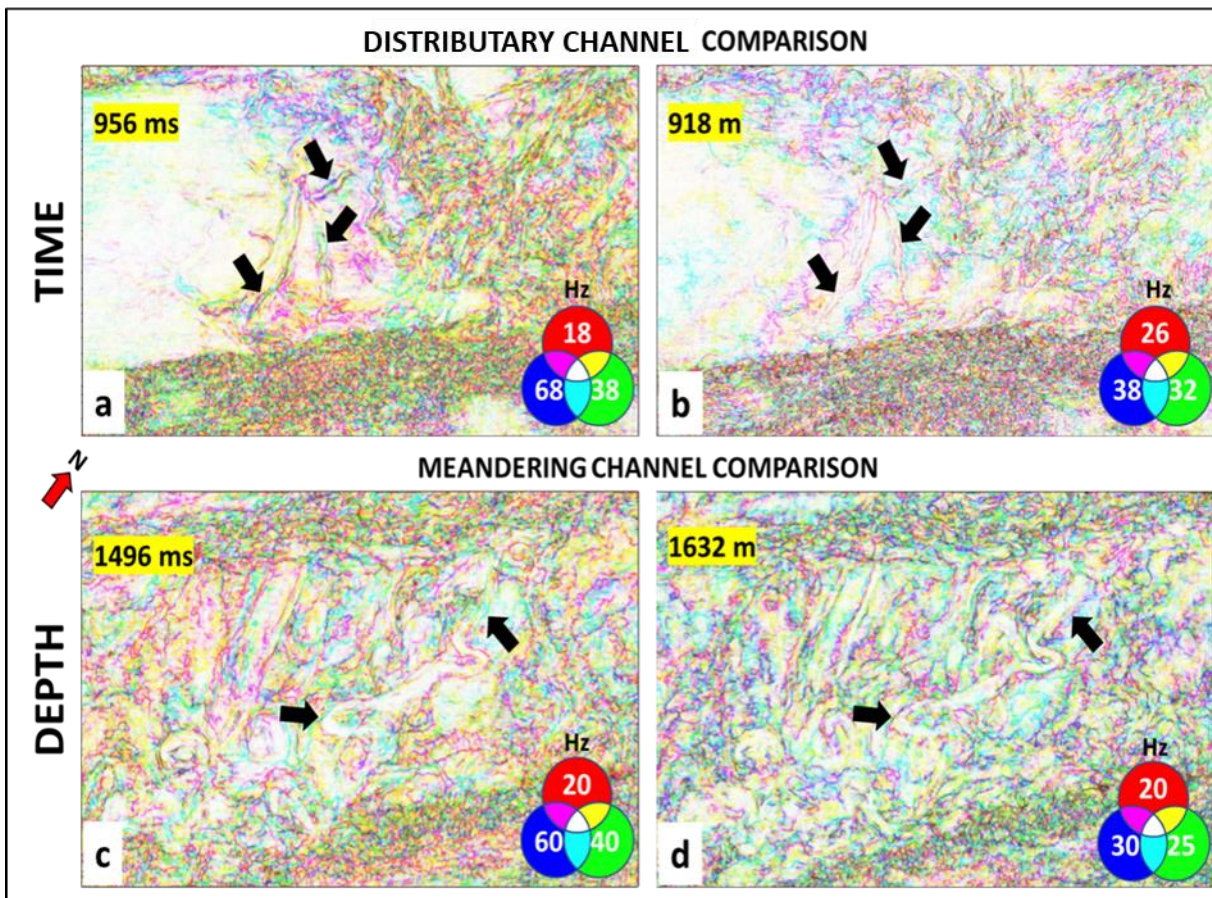 DISTRIBUTARY CHANNEL COMPARISON
TIME
956 ms
Hz
18
68 38
a
918 m
Hz
26
38 32
b
N
MEANDERING CHANNEL COMPARISON
DEPTH
1496 ms
Hz
20
60 40
c
1632 m
Hz
20
30 25
d